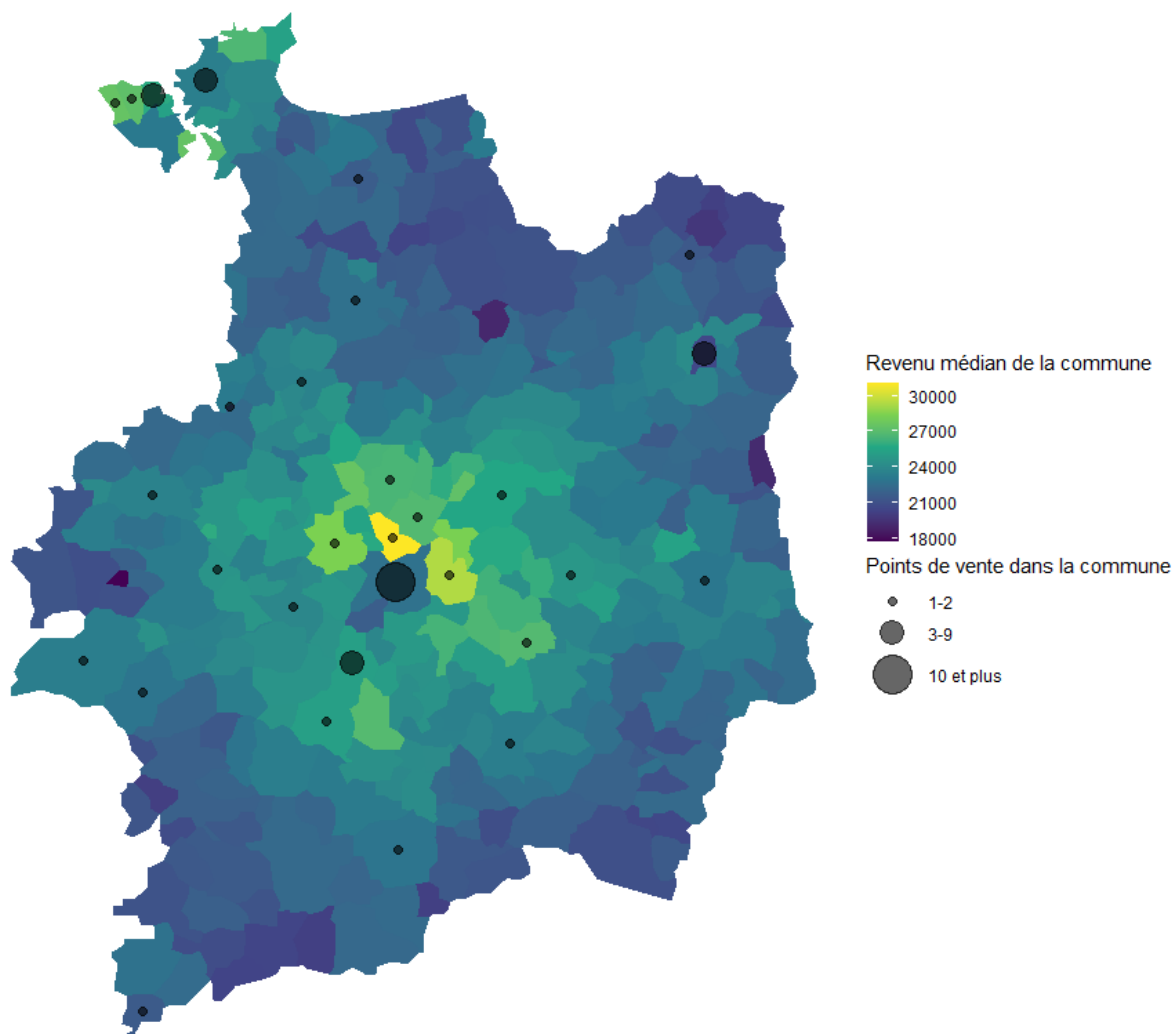 Revenu médian de la commune
30000
27000
24000
21000
18000
Points de vente dans la commune
1-2
3-9
10 et plus